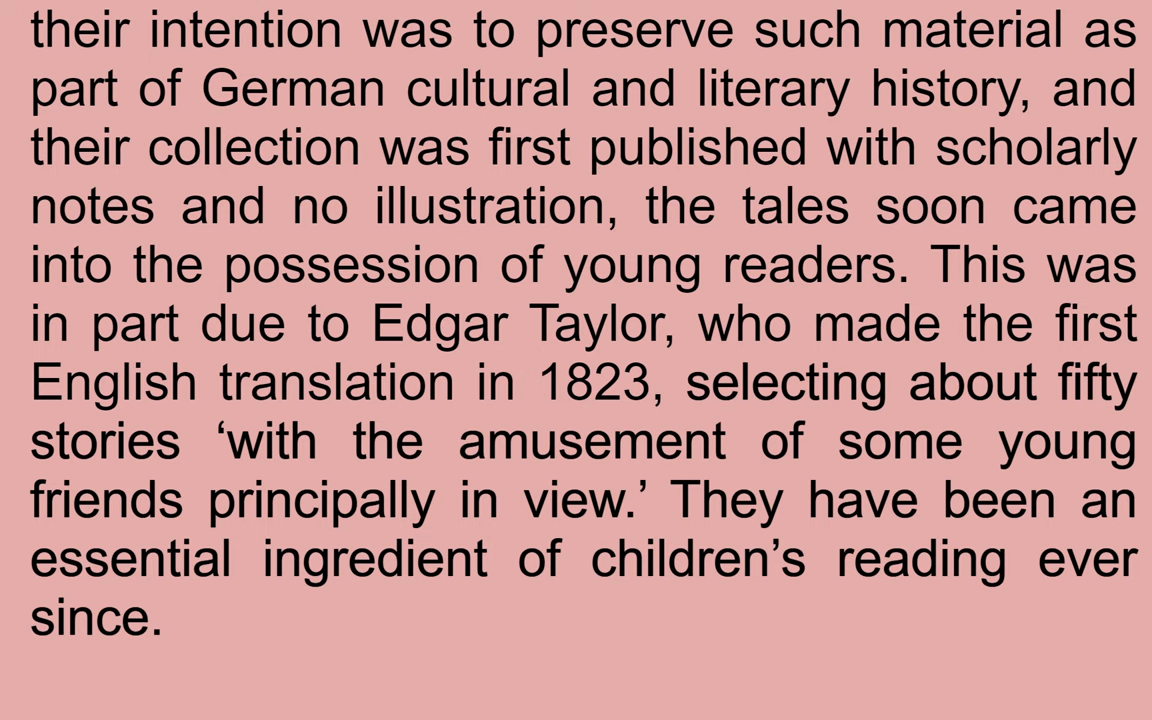 their intention was to preserve such material as
part of German cultural and literary history, and
their collection was first published with scholarly
notes and no illustration, the tales soon came
into the possession of young readers. This was
in part due to Edgar Taylor, who made the first
English translation in 1823, selecting about fifty
stories ‘with the amusement of some young
friends principally in view.’ They have been an
essential ingredient of children’s reading ever
since.